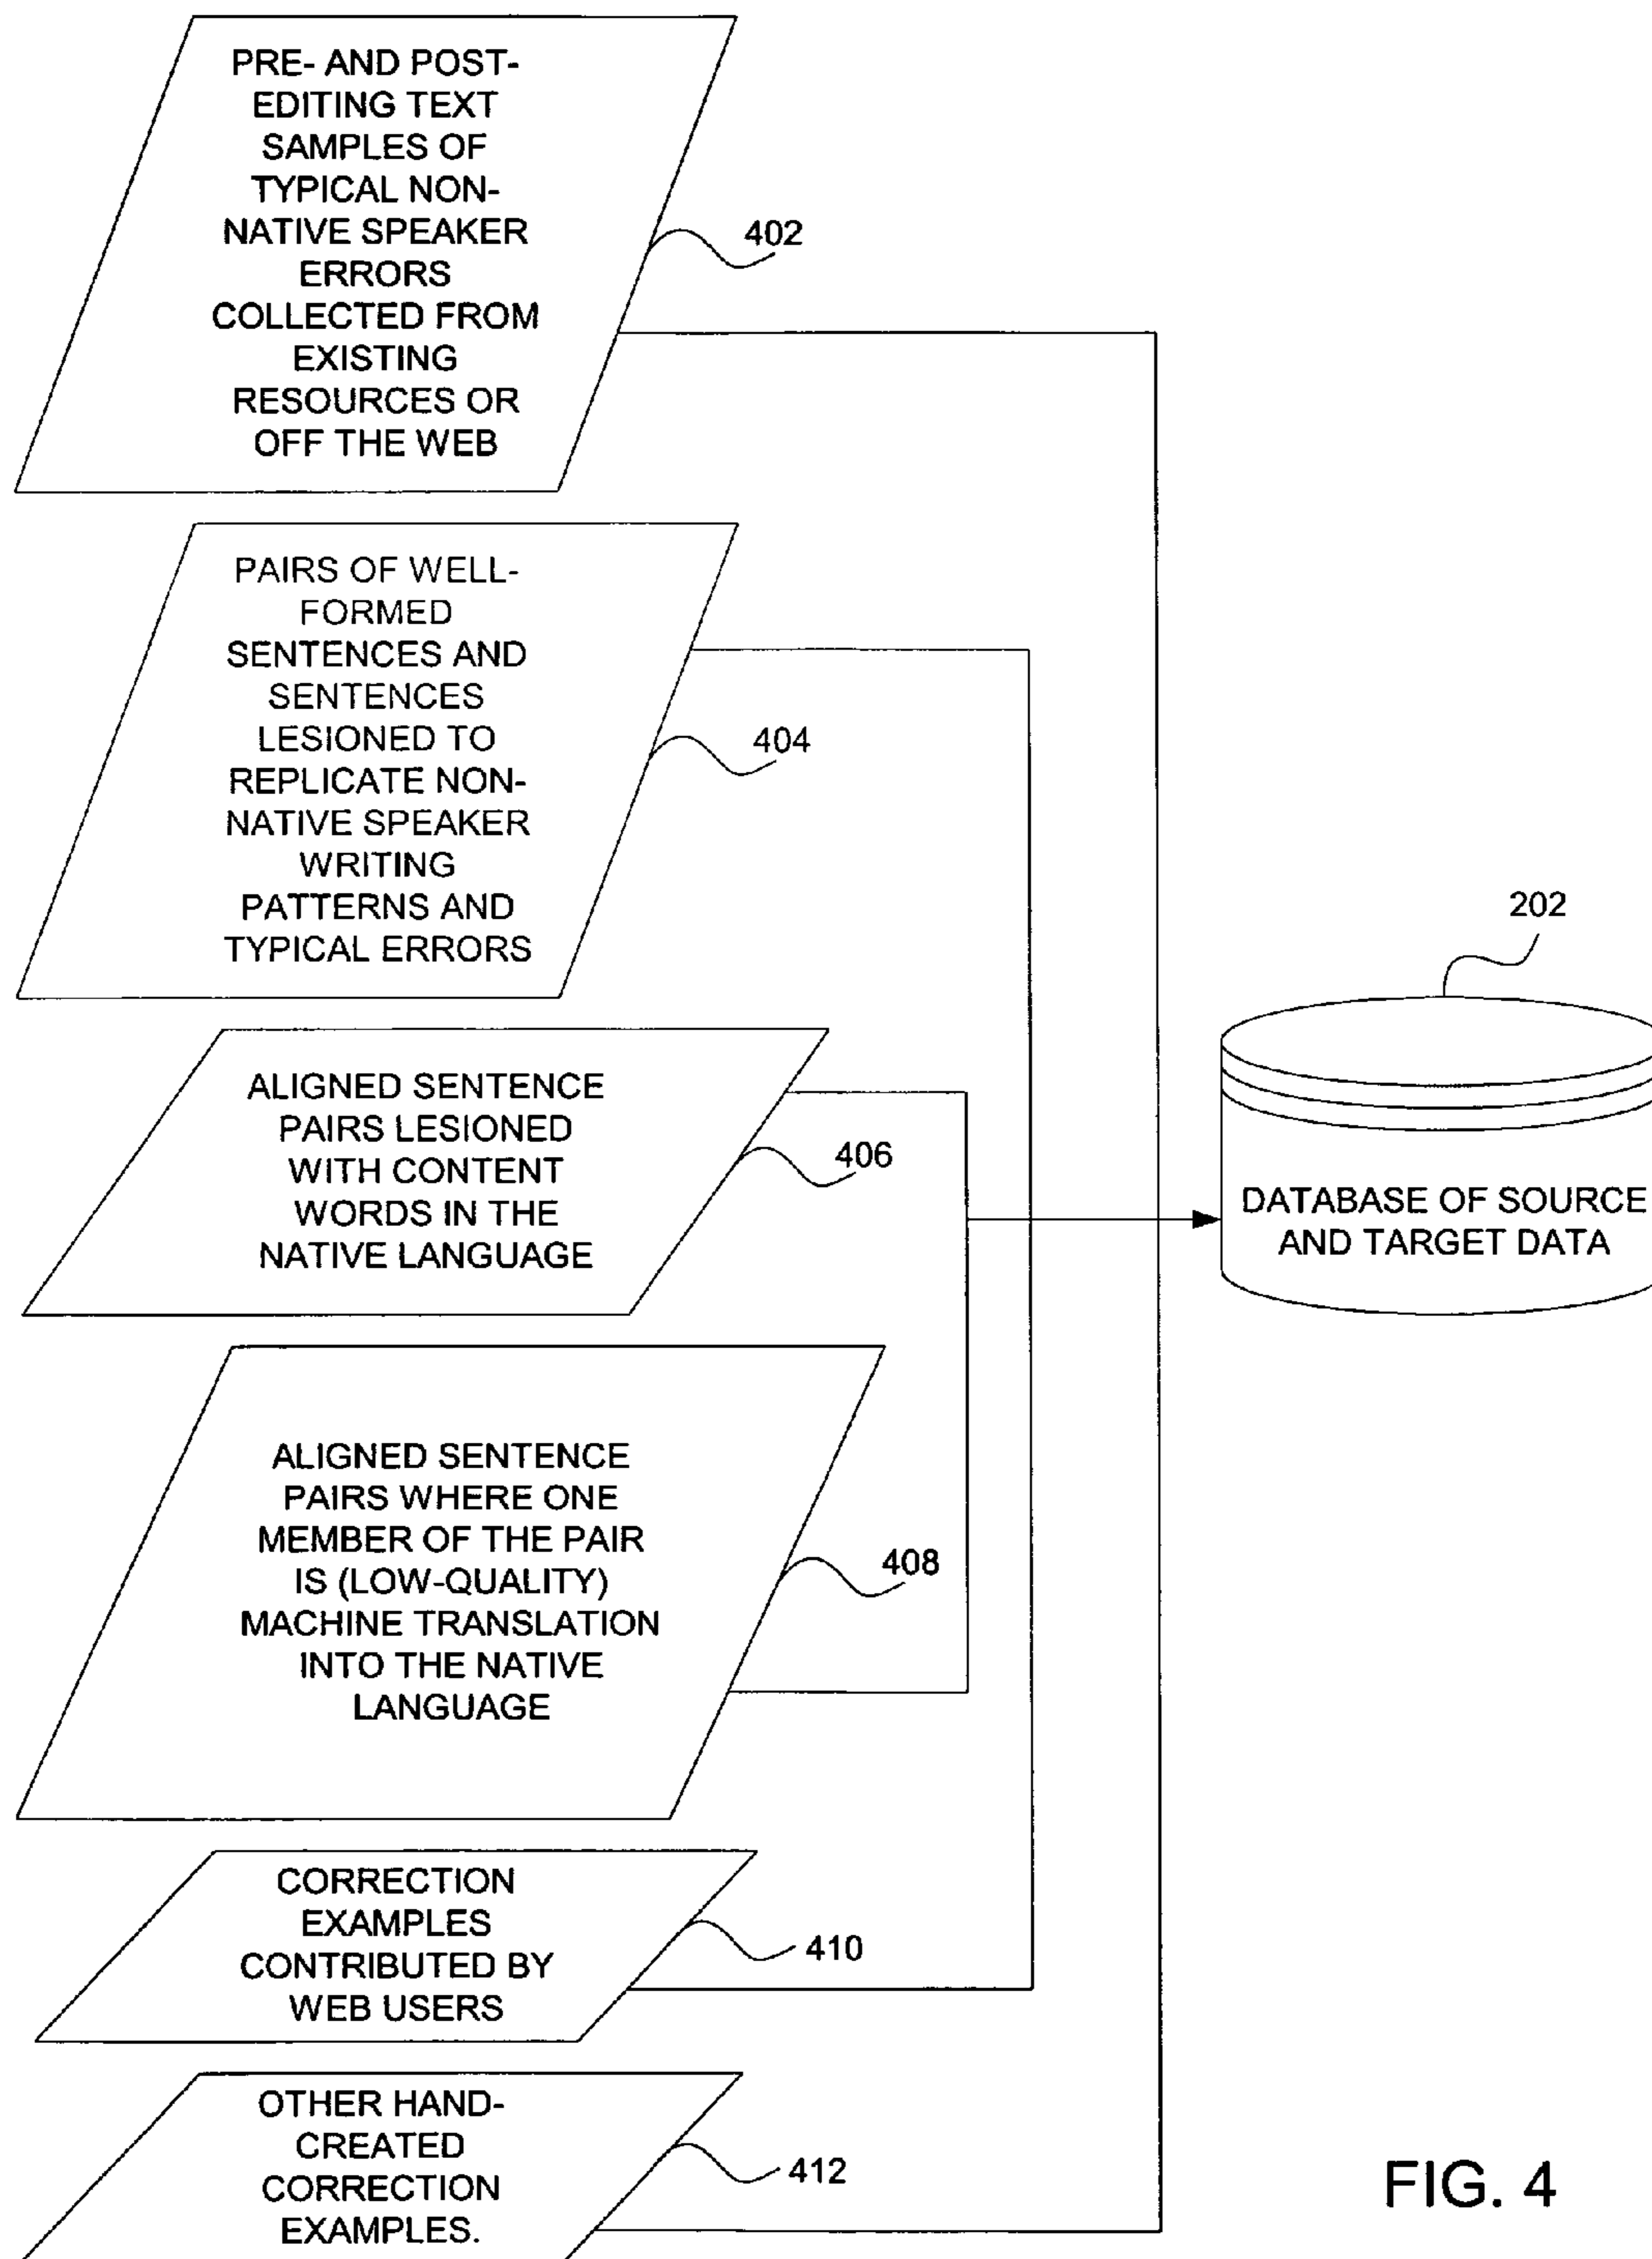 PRE- AND POST-
EDITING TEXT
SAMPLES OF
TYPICAL NON-
NATIVE SPEAKER
ERRORS
COLLECTED FROM
EXISTING
RESOURCES OR
OFF THE WEB
402
PAIRS OF WELL-
FORMED
SENTENCES AND
SENTENCES
LESIONED TO
REPLICATE NON-
NATIVE SPEAKER
WRITING
PATTERNS AND
TYPICAL ERRORS
404
ALIGNED SENTENCE
PAIRS LESIONED
WITH CONTENT
WORDS IN THE
NATIVE LANGUAGE
406
ALIGNED SENTENCE
PAIRS WHERE ONE
MEMBER OF THE PAIR
IS (LOW-QUALITY)
MACHINE TRANSLATION
INTO THE NATIVE
LANGUAGE
408
CORRECTION
EXAMPLES
CONTRIBUTED BY
WEB USERS
410
OTHER HAND-
CREATED
CORRECTION
EXAMPLES.
412
202
DATABASE OF SOURCE
AND TARGET DATA
FIG. 4